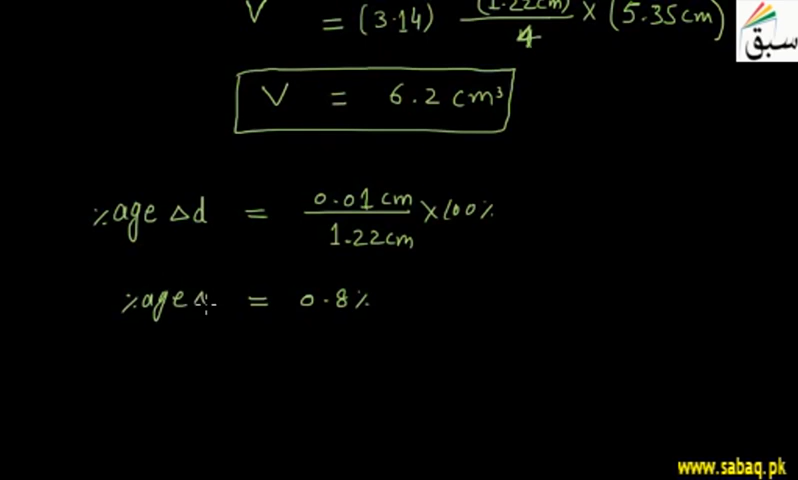 V = (3.14) (1.22cm) / 4 × (5.35cm)
سبق
V = 6.2 cm³
%age Δd = 0.01 cm / 1.22cm × 100%
%age Δ = 0.8%
www.sabaq.pk